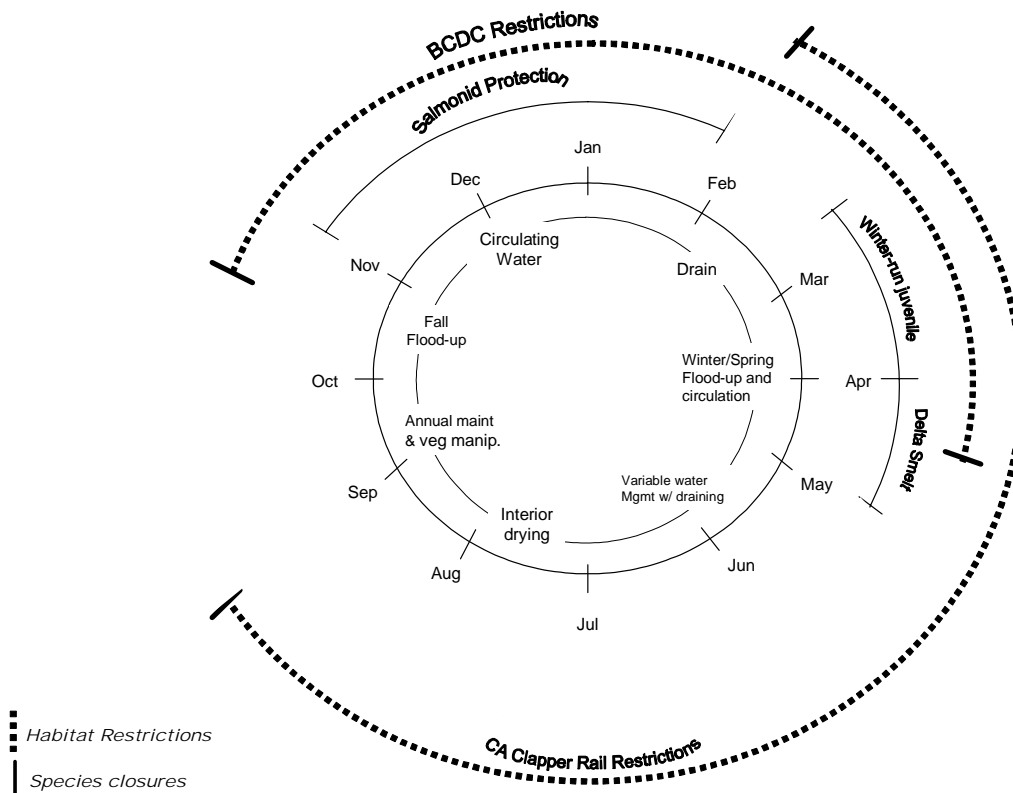 BCDC Restrictions
Salmonid Protection
Jan
Dec
Feb
Circulating
Water
Drain
Nov
Mar
Winter-run juvenile
Fall
Flood-up
Winter/Spring
Flood-up and
circulation
Oct
Apr
Annual maint
& veg manip.
Delta Smelt
Sep
May
Variable water
Mgmt w/ draining
Interior
drying
Aug
Jun
Jul
CA Clapper Rail Restrictions
Habitat Restrictions
Species closures